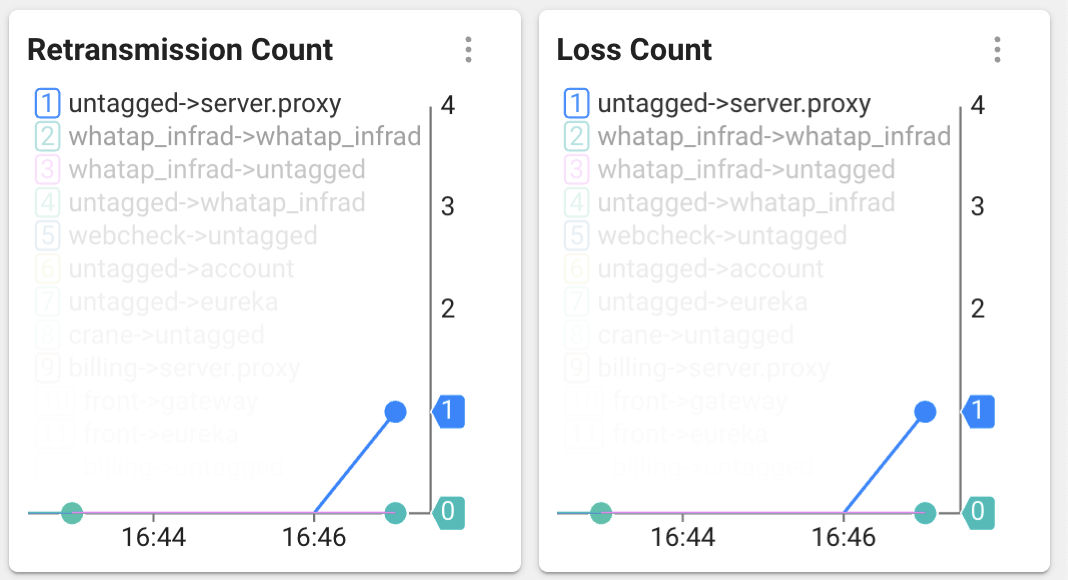 Retransmission Count
1 untagged->server.proxy
2 whatap_infrad->whatap_infrad
3 whatap_infrad->untagged
4 untagged->whatap_infrad
5 webcheck->untagged
6 untagged->account
7 untagged->eureka
8 crane->untagged
9 billing->server.proxy
10 front->gateway
11 front->eureka
billing->untagged
4
3
2
1
0
16:44
16:46
Loss Count
1 untagged->server.proxy
2 whatap_infrad->whatap_infrad
3 whatap_infrad->untagged
4 untagged->whatap_infrad
5 webcheck->untagged
6 untagged->account
7 untagged->eureka
8 crane->untagged
9 billing->server.proxy
10 front->gateway
11 front->eureka
billing->untagged
4
3
2
1
0
16:44
16:46